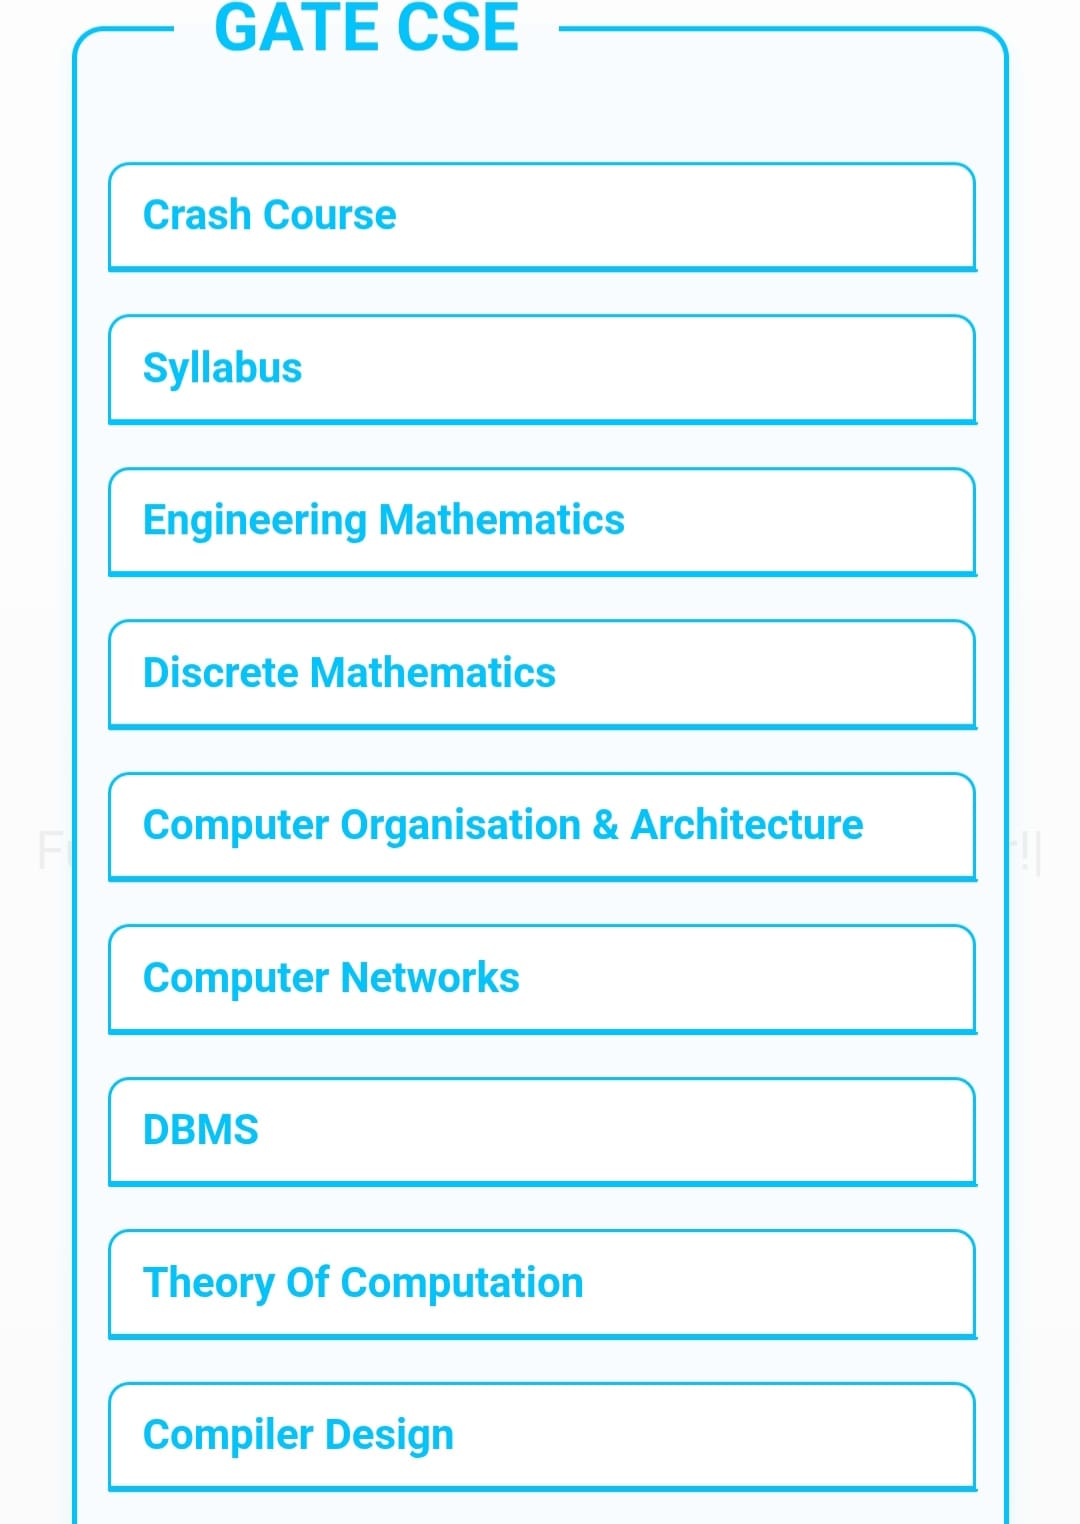 GATE CSE
Crash Course
Syllabus
Engineering Mathematics
Discrete Mathematics
Computer Organisation & Architecture
Computer Networks
DBMS
Theory Of Computation
Compiler Design